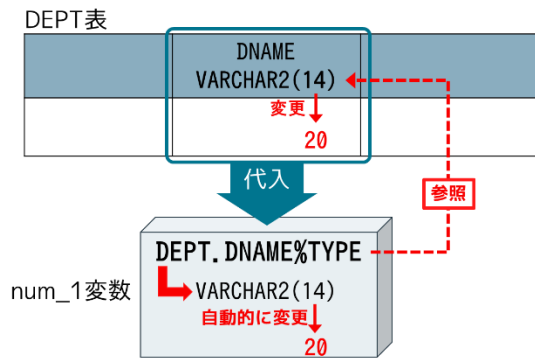 DEPT表
DNAME
VARCHAR2(14)
変更
20
代入
参照
DEPT.DNAME%TYPE
num_1変数
VARCHAR2(14)
自動的に変更
20